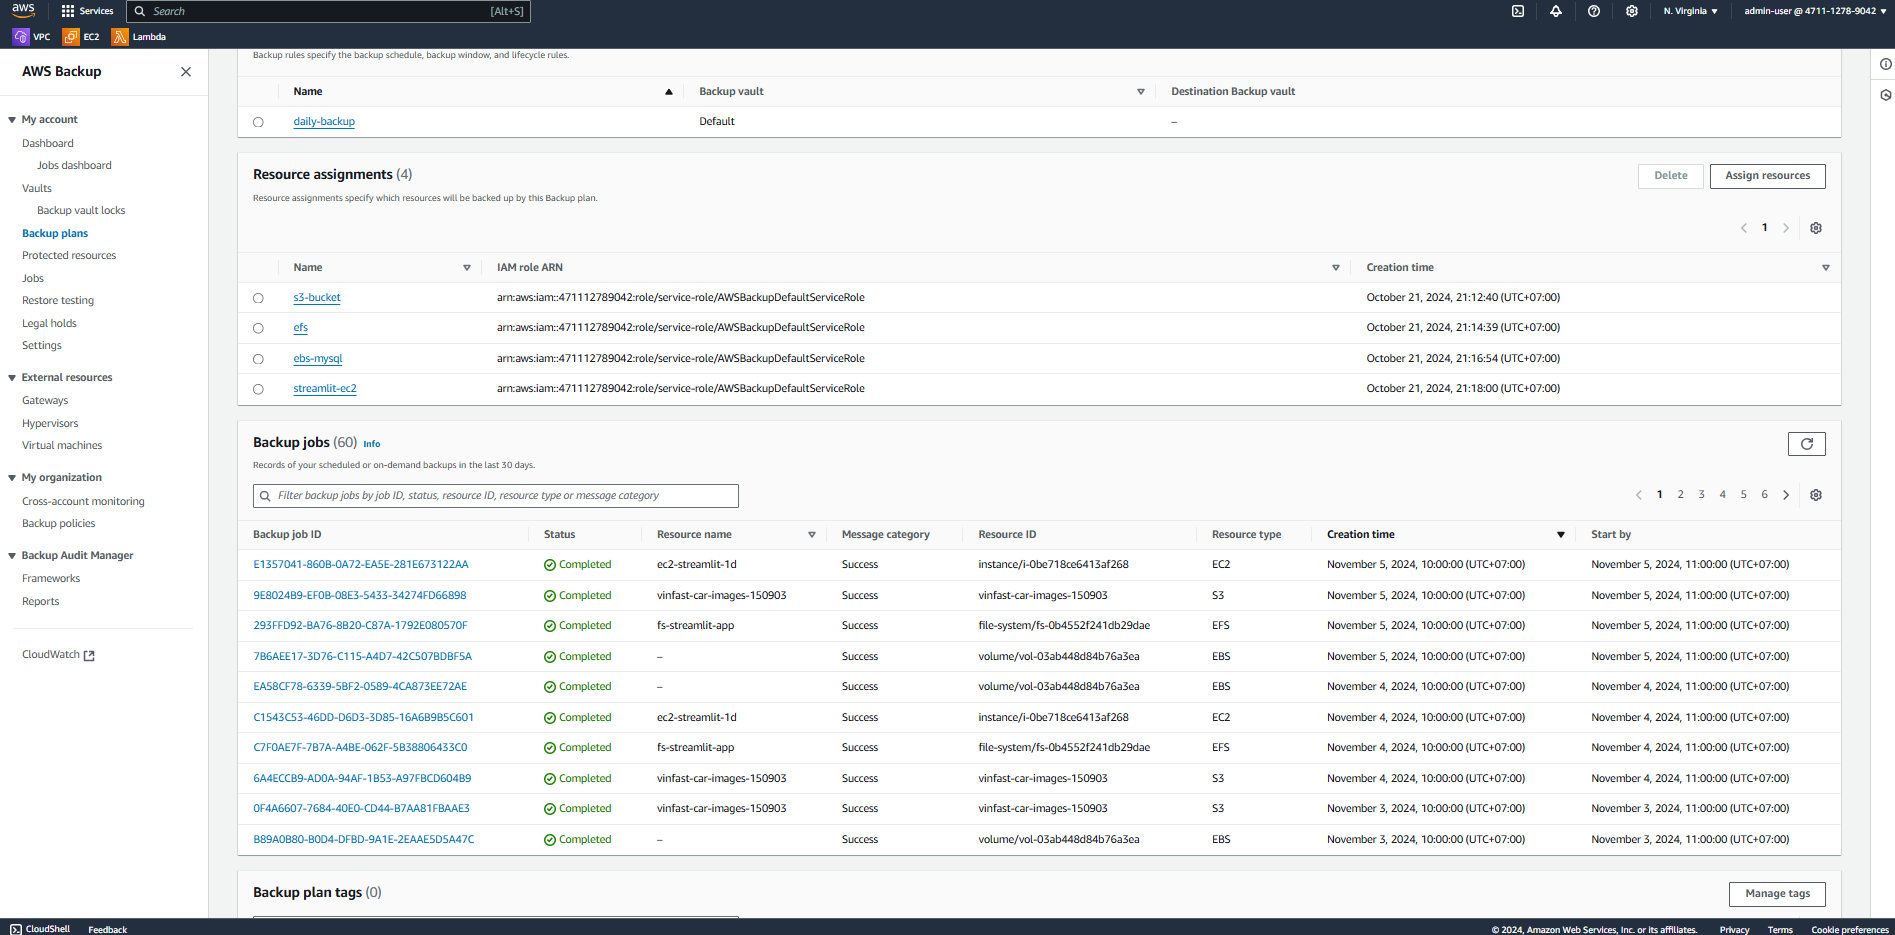 aws
Services
Search
[Alt+S]
N. Virginia
admin-user @ 4711-1278-9042
VPC
EC2
Lambda
AWS Backup
My account
Dashboard
Jobs dashboard
Vaults
Backup vault locks
Backup plans
Protected resources
Jobs
Restore testing
Legal holds
Settings
External resources
Gateways
Hypervisors
Virtual machines
My organization
Cross-account monitoring
Backup policies
Backup Audit Manager
Frameworks
Reports
CloudWatch
Backup rules specify the backup schedule, backup window, and lifecycle rules.
Name Backup vault Destination Backup vault
daily-backup Default –
Resource assignments (4)
Delete
Assign resources
Resource assignments specify which resources will be backed up by this Backup plan.
1
Name IAM role ARN Creation time
s3-bucket arn:aws:iam::471112789042:role/service-role/AWSBackupDefaultServiceRole October 21, 2024, 21:12:40 (UTC+07:00)
efs arn:aws:iam::471112789042:role/service-role/AWSBackupDefaultServiceRole October 21, 2024, 21:14:39 (UTC+07:00)
ebs-mysql arn:aws:iam::471112789042:role/service-role/AWSBackupDefaultServiceRole October 21, 2024, 21:16:54 (UTC+07:00)
streamlit-ec2 arn:aws:iam::471112789042:role/service-role/AWSBackupDefaultServiceRole October 21, 2024, 21:18:00 (UTC+07:00)
Backup jobs (60) Info
Records of your scheduled or on-demand backups in the last 30 days.
Filter backup jobs by job ID, status, resource ID, resource type or message category
1 2 3 4 5 6
Backup job ID Status Resource name Message category Resource ID Resource type Creation time Start by
E1357041-860B-0A72-EA5E-281E673122AA Completed ec2-streamlit-1d Success instance/i-0be718ce6413af268 EC2 November 5, 2024, 10:00:00 (UTC+07:00) November 5, 2024, 11:00:00 (UTC+07:00)
9E8024B9-EF0B-08E3-5433-34274FD66898 Completed vinfast-car-images-150903 Success vinfast-car-images-150903 S3 November 5, 2024, 10:00:00 (UTC+07:00) November 5, 2024, 11:00:00 (UTC+07:00)
293FFD92-BA76-8B20-C87A-1792E080570F Completed fs-streamlit-app Success file-system/fs-0b4552f241db29dae EFS November 5, 2024, 10:00:00 (UTC+07:00) November 5, 2024, 11:00:00 (UTC+07:00)
7B6AEE17-3D76-C115-A4D7-42C507BDBF5A Completed – Success volume/vol-03ab448d84b76a3ea EBS November 5, 2024, 10:00:00 (UTC+07:00) November 5, 2024, 11:00:00 (UTC+07:00)
EA58CF78-6339-5BF2-0589-4CA873EE72AE Completed – Success volume/vol-03ab448d84b76a3ea EBS November 4, 2024, 10:00:00 (UTC+07:00) November 4, 2024, 11:00:00 (UTC+07:00)
C1543C53-46DD-D6D3-3D85-16A6B9B5C601 Completed ec2-streamlit-1d Success instance/i-0be718ce6413af268 EC2 November 4, 2024, 10:00:00 (UTC+07:00) November 4, 2024, 11:00:00 (UTC+07:00)
C7F0AE7F-7B7A-A4BE-062F-5B38806433C0 Completed fs-streamlit-app Success file-system/fs-0b4552f241db29dae EFS November 4, 2024, 10:00:00 (UTC+07:00) November 4, 2024, 11:00:00 (UTC+07:00)
6A4ECCB9-AD0A-94AF-1B53-A97FBCD604B9 Completed vinfast-car-images-150903 Success vinfast-car-images-150903 S3 November 4, 2024, 10:00:00 (UTC+07:00) November 4, 2024, 11:00:00 (UTC+07:00)
0F4A6607-7684-40E0-CD44-B7AA81FBAAE3 Completed vinfast-car-images-150903 Success vinfast-car-images-150903 S3 November 3, 2024, 10:00:00 (UTC+07:00) November 3, 2024, 11:00:00 (UTC+07:00)
B89A0B80-B0D4-DFBD-9A1E-2EAAE5D5A47C Completed – Success volume/vol-03ab448d84b76a3ea EBS November 3, 2024, 10:00:00 (UTC+07:00) November 3, 2024, 11:00:00 (UTC+07:00)
Backup plan tags (0)
Manage tags
CloudShell
Feedback
© 2024, Amazon Web Services, Inc. or its affiliates.
Privacy
Terms
Cookie preferences